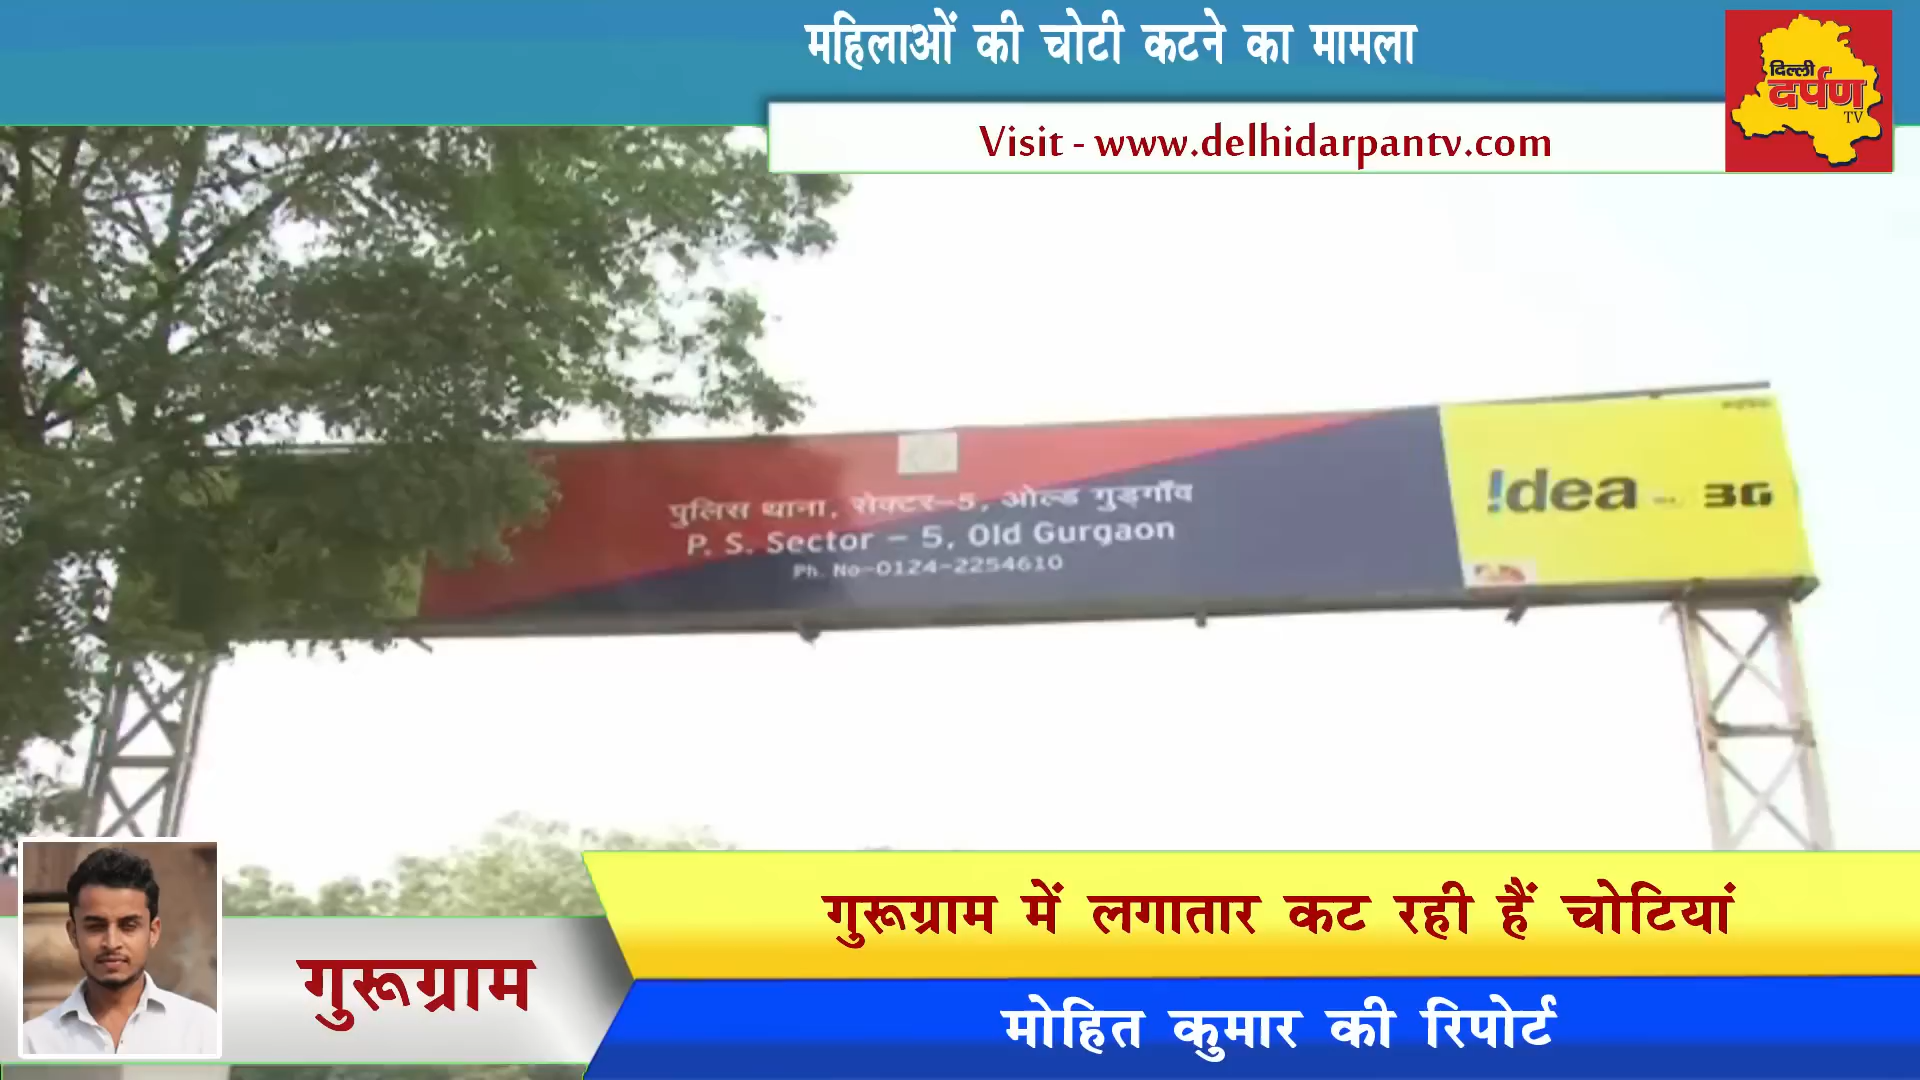 महिलाओं की चोटी कटने का मामला
दिल्ली
दर्पण
TV
Visit - www.delhidarpantv.com
पुलिस थाना, सेक्टर-5, ओल्ड गुड़गाँव
P. S. Sector - 5, Old Gurgaon
Ph. No-0124-2254610
!dea
3G
गुरूग्राम में लगातार कट रही हैं चोटियां
गुरूग्राम
मोहित कुमार की रिपोर्ट